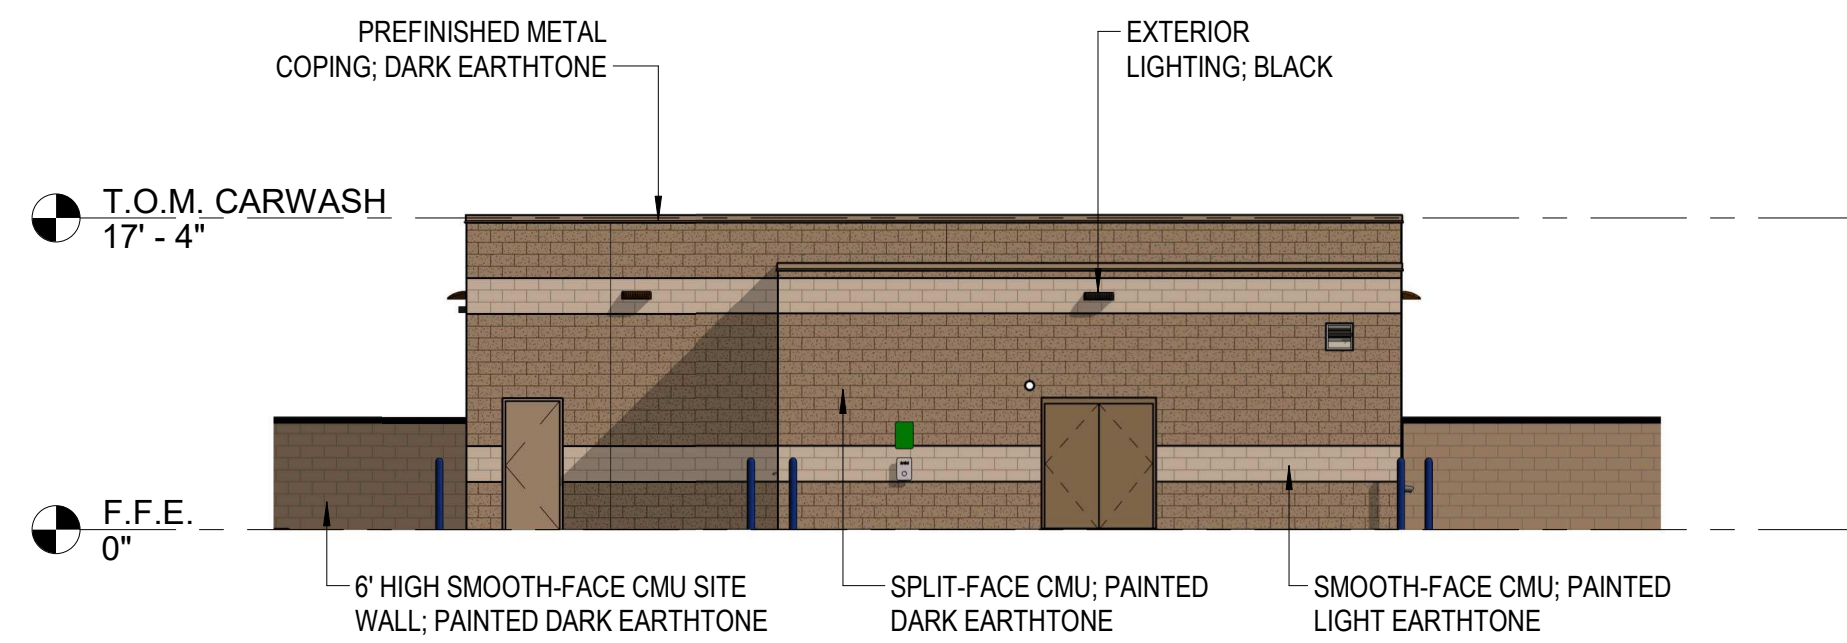 PREFINISHED METAL
COPING; DARK EARTHTONE
EXTERIOR
LIGHTING; BLACK
T.O.M. CARWASH
17' - 4"
F.F.E.
0"
6' HIGH SMOOTH-FACE CMU SITE
WALL; PAINTED DARK EARTHTONE
SPLIT-FACE CMU; PAINTED
DARK EARTHTONE
SMOOTH-FACE CMU; PAINTED
LIGHT EARTHTONE